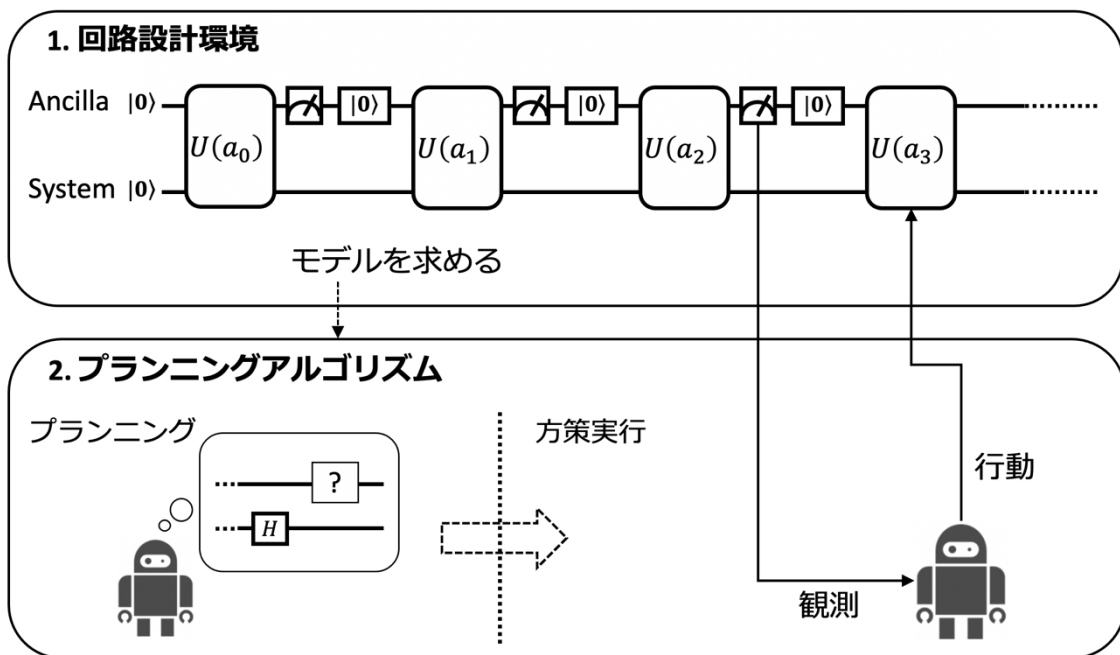 1. 回路設計環境
Ancilla |0⟩ U(a₀) |0⟩ U(a₁) |0⟩ U(a₂) |0⟩ U(a₃)
System |0⟩
モデルを求める
2. プランニングアルゴリズム
プランニング
方策実行
?
H
行動
観測